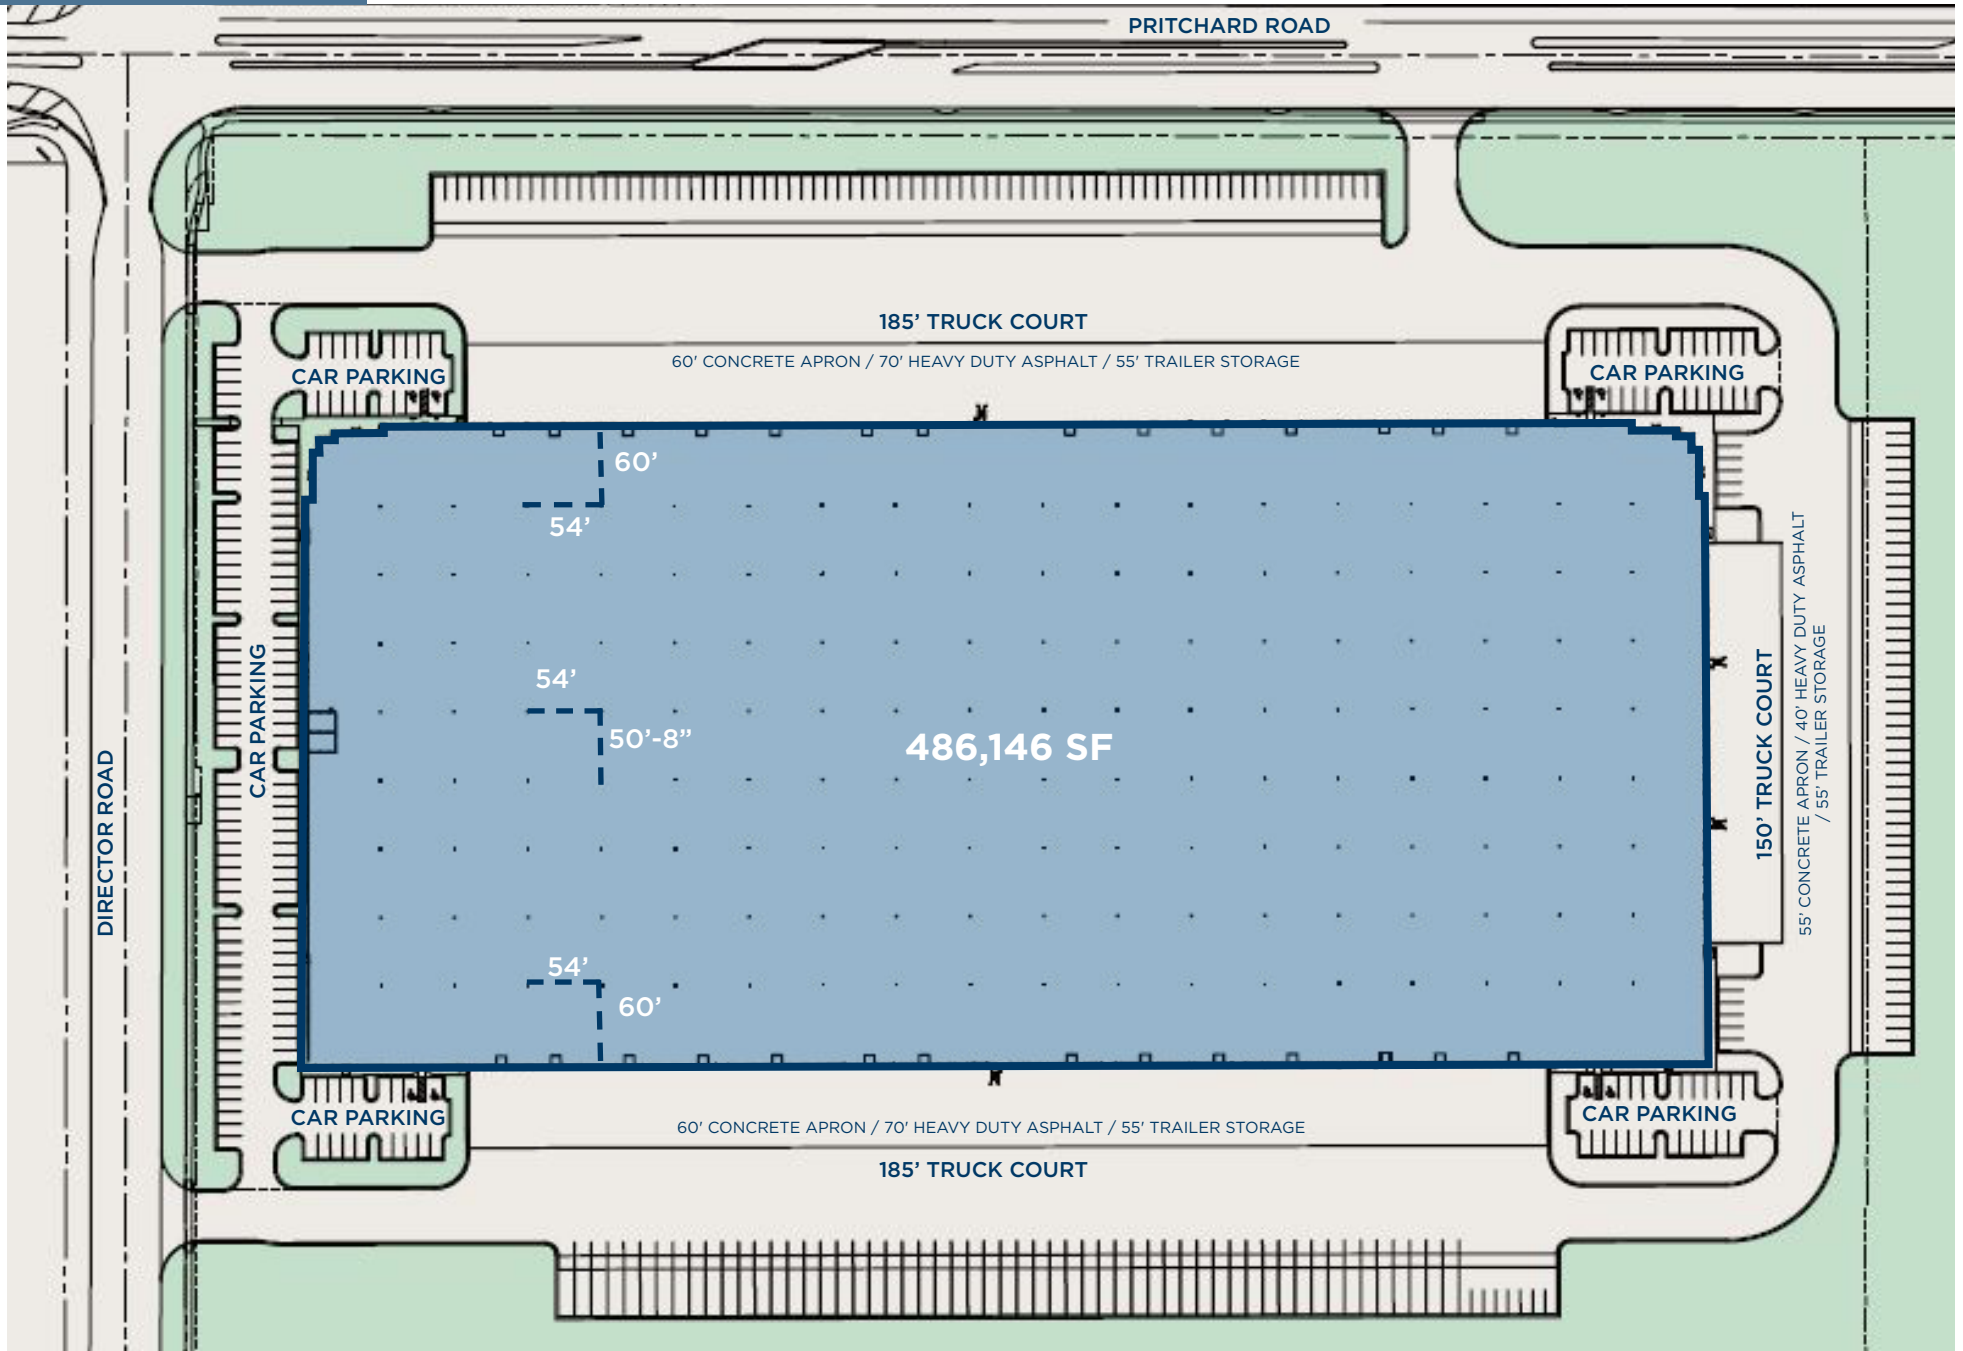 PRITCHARD ROAD
185’ TRUCK COURT
60' CONCRETE APRON / 70' HEAVY DUTY ASPHALT / 55' TRAILER STORAGE
CAR PARKING
CAR PARKING
60’
54’
54’
50’-8”
486,146 SF
CAR PARKING
DIRECTOR ROAD
150’ TRUCK COURT
55' CONCRETE APRON / 40' HEAVY DUTY ASPHALT
/ 55' TRAILER STORAGE
54’
60’
CAR PARKING
CAR PARKING
60' CONCRETE APRON / 70' HEAVY DUTY ASPHALT / 55' TRAILER STORAGE
185’ TRUCK COURT